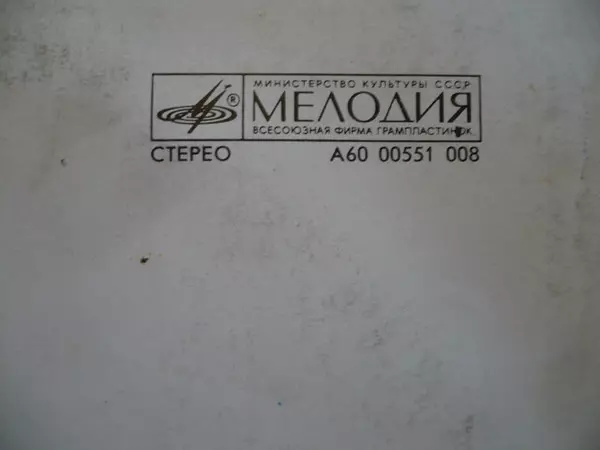 МИНИСТЕРСТВО КУЛЬТУРЫ СССР
® МЕЛОДИЯ
ВСЕСОЮЗНАЯ ФИРМА ГРАМПЛАСТИНОК
СТЕРЕО А60 00551 008